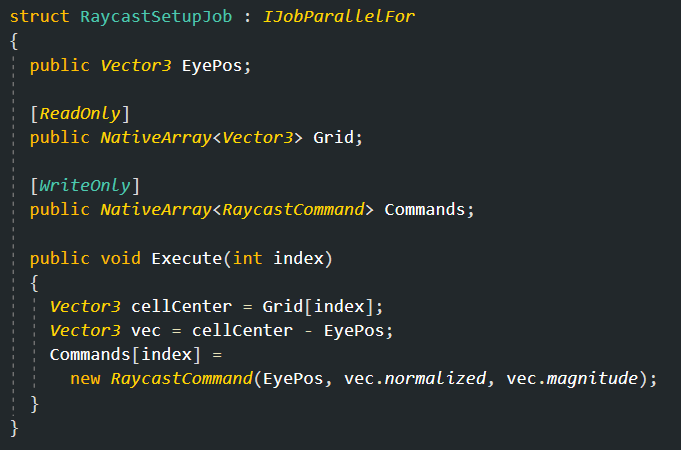 struct RaycastSetupJob : IJobParallelFor
{
  public Vector3 EyePos;

  [ReadOnly]
  public NativeArray<Vector3> Grid;

  [WriteOnly]
  public NativeArray<RaycastCommand> Commands;

  public void Execute(int index)
  {
    Vector3 cellCenter = Grid[index];
    Vector3 vec = cellCenter - EyePos;
    Commands[index] =
      new RaycastCommand(EyePos, vec.normalized, vec.magnitude);
  }
}